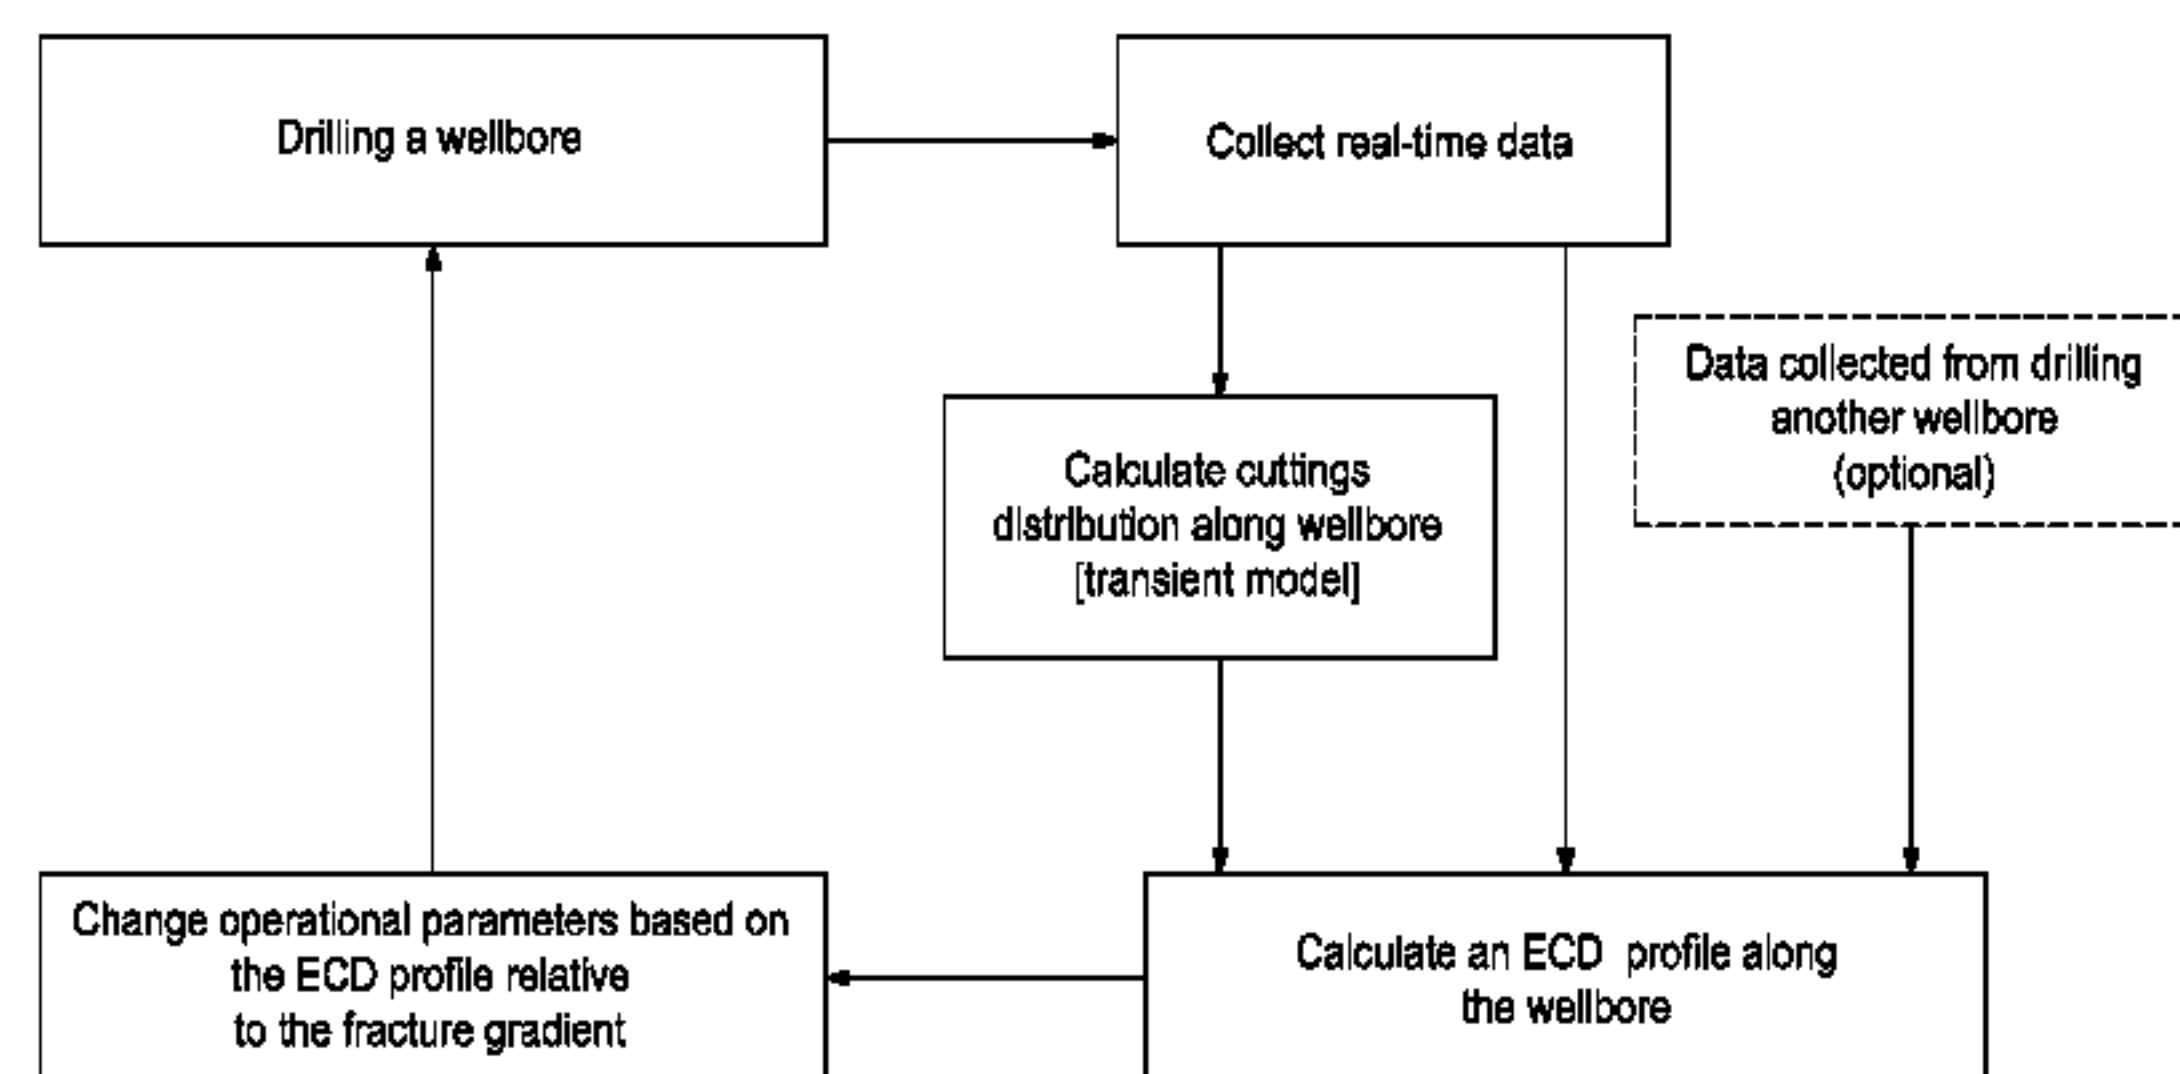 Drilling a wellbore
Collect real-time data
Data collected from drilling
another wellbore
(optional)
Calculate cuttings
distribution along wellbore
[transient model]
Change operational parameters based on
the ECD profile relative
to the fracture gradient
Calculate an ECD profile along
the wellbore